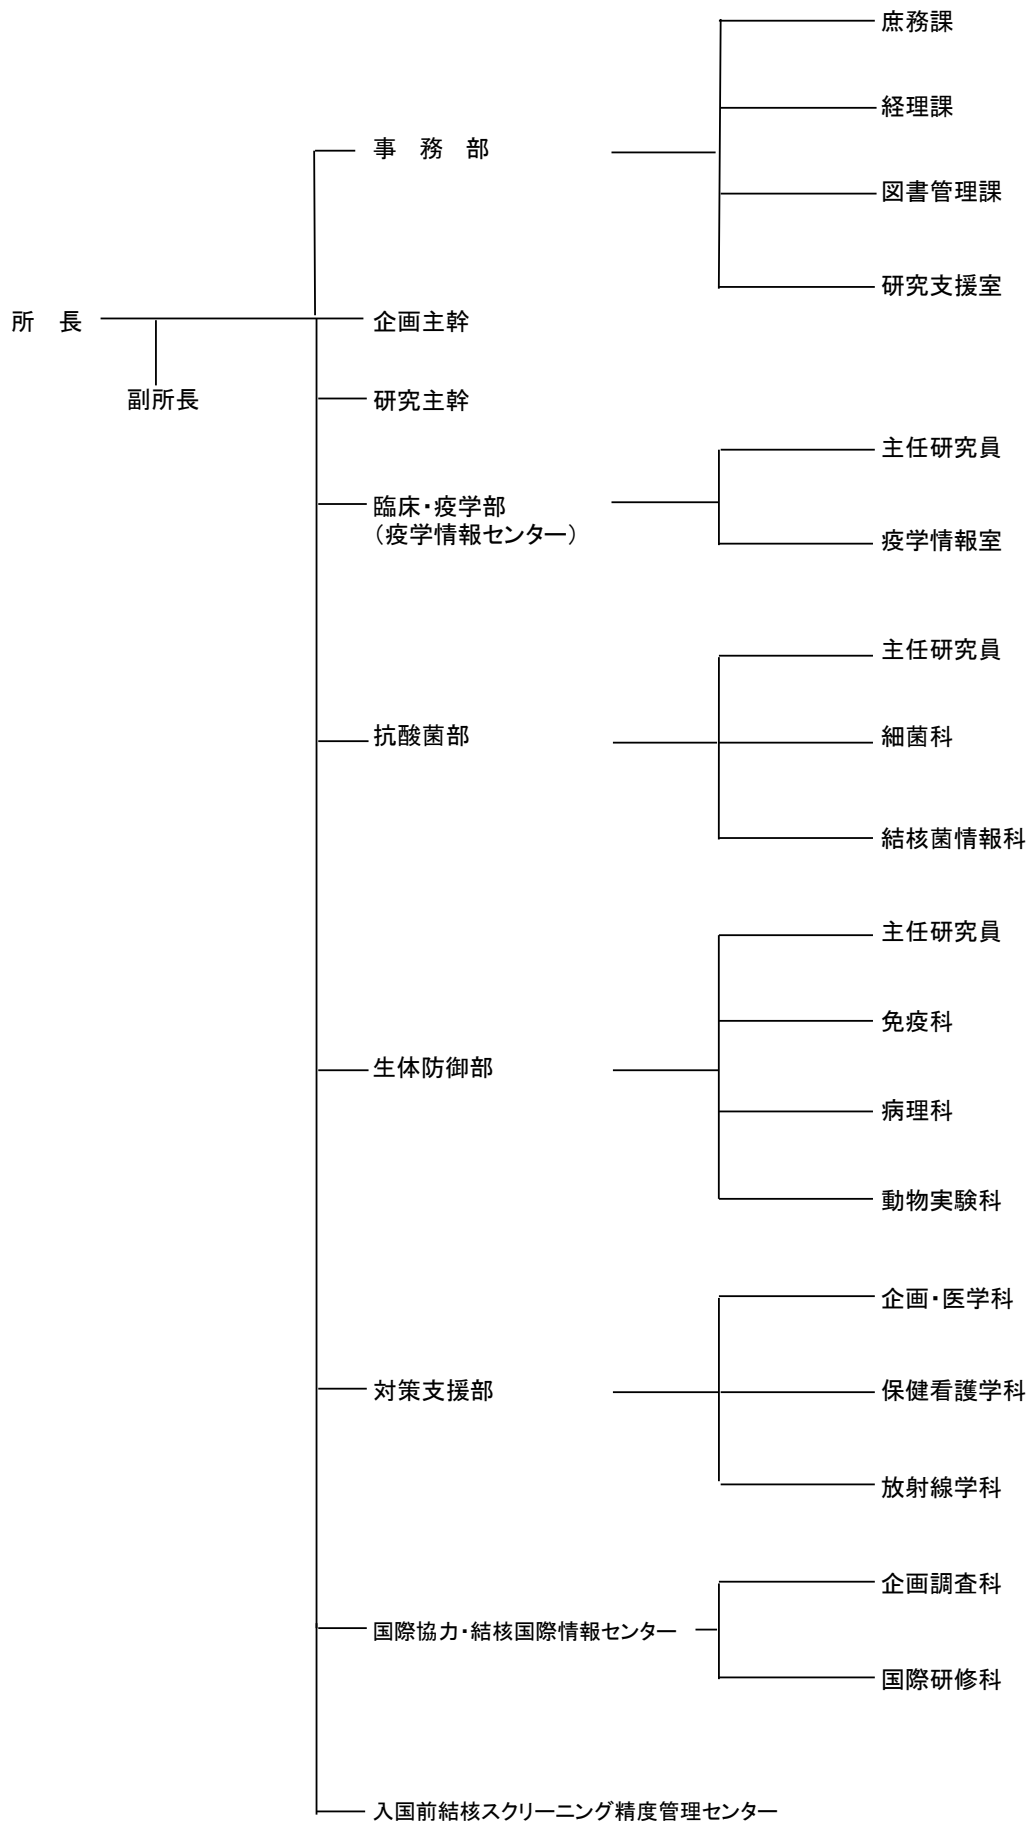 庶務課
経理課
事　務　部
図書管理課
研究支援室
所　長
企画主幹
副所長
研究主幹
主任研究員
臨床・疫学部
（疫学情報センター）
疫学情報室
主任研究員
抗酸菌部
細菌科
結核菌情報科
主任研究員
免疫科
生体防御部
病理科
動物実験科
企画・医学科
対策支援部
保健看護学科
放射線学科
企画調査科
国際協力・結核国際情報センター
国際研修科
入国前結核スクリーニング精度管理センター